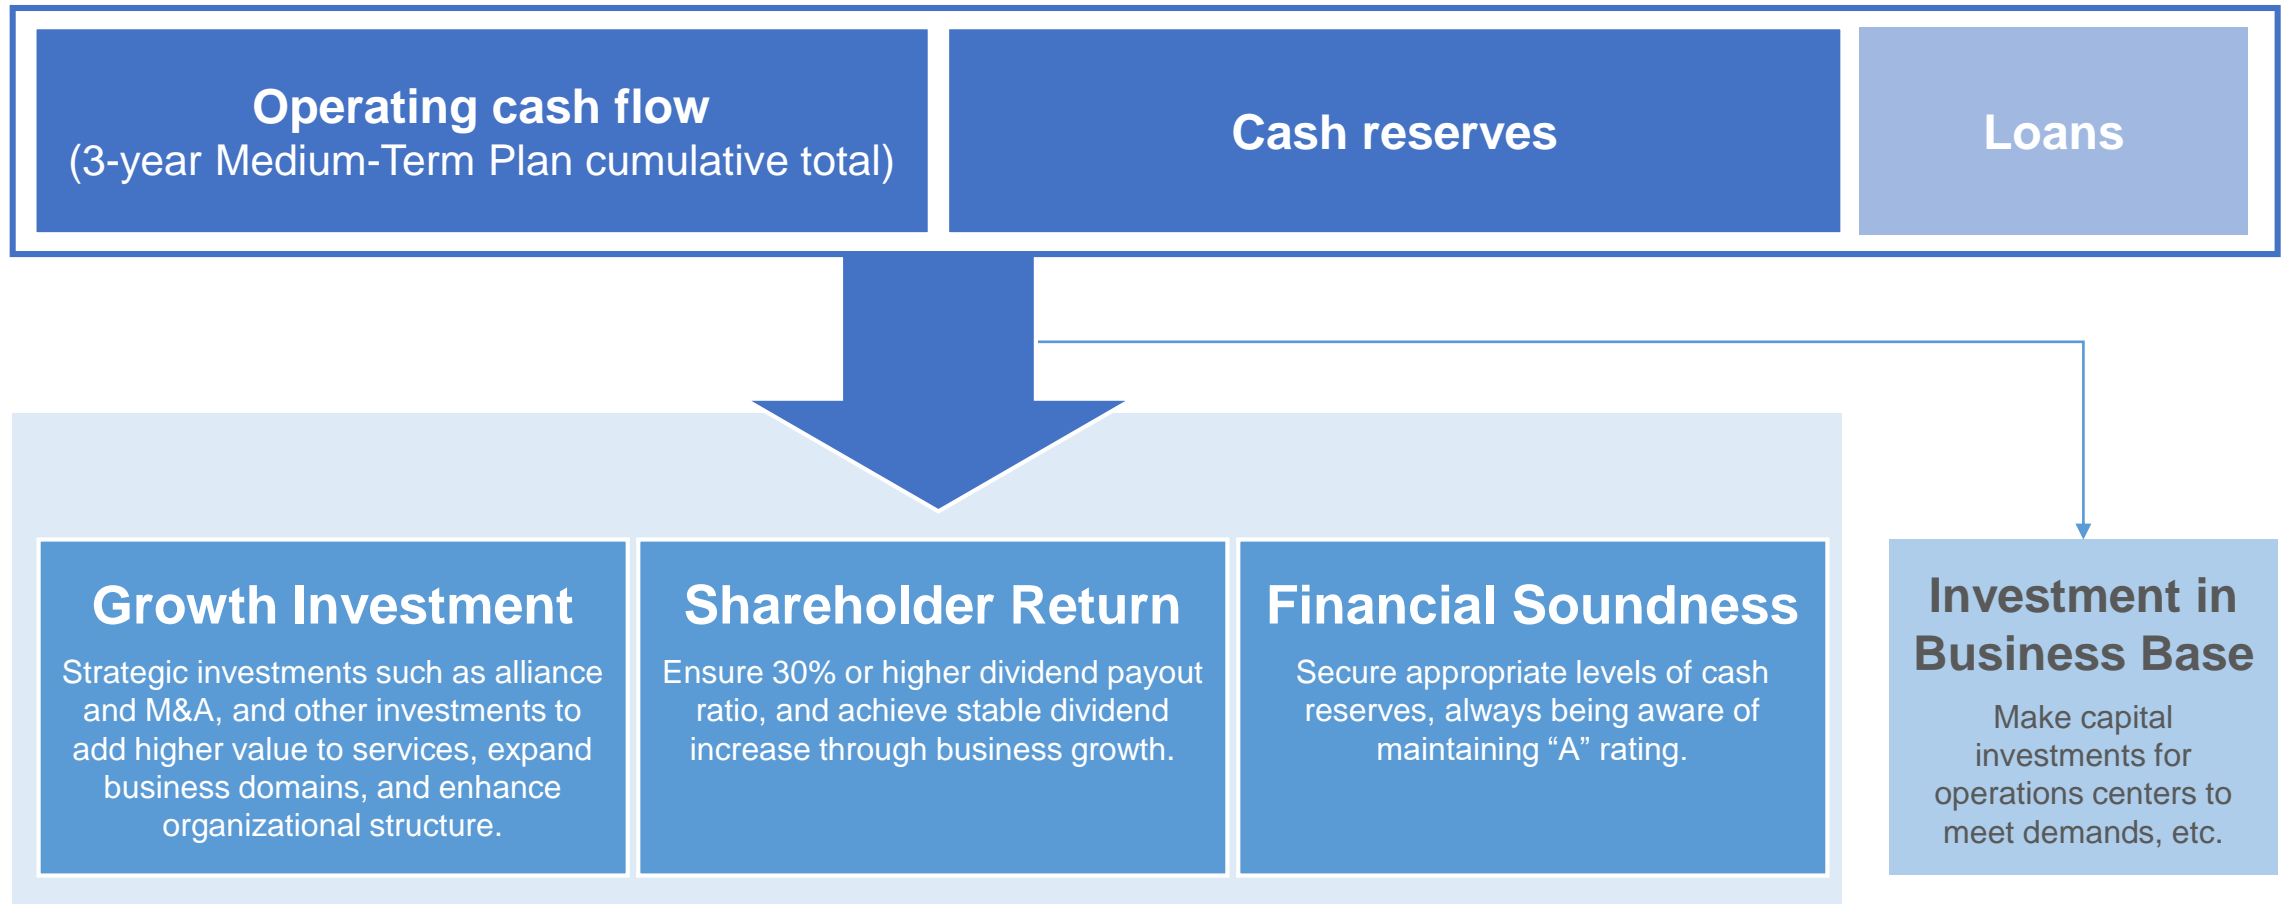 Operating cash flow
(3-year Medium-Term Plan cumulative total)
Cash reserves
Loans
Growth Investment
Strategic investments such as alliance
and M&A, and other investments to
add higher value to services, expand
business domains, and enhance
organizational structure.
Shareholder Return
Ensure 30% or higher dividend payout
ratio, and achieve stable dividend
increase through business growth.
Financial Soundness
Secure appropriate levels of cash
reserves, always being aware of
maintaining “A” rating.
Investment in
Business Base
Make capital
investments for
operations centers to
meet demands, etc.